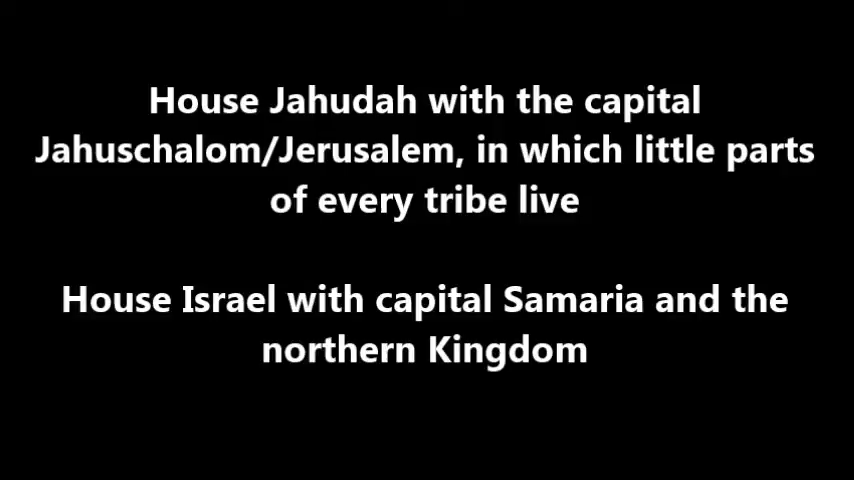 House Jahudah with the capital
Jahuschalom/Jerusalem, in which little parts
of every tribe live
House Israel with capital Samaria and the
northern Kingdom